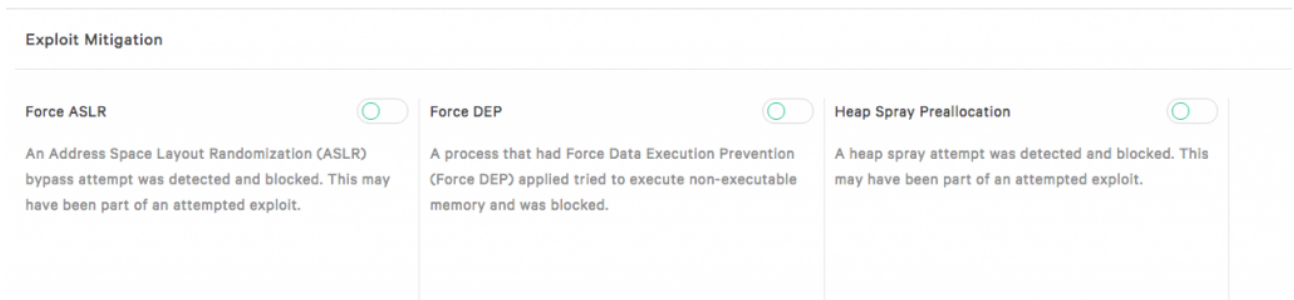 Exploit Mitigation
Force ASLR
An Address Space Layout Randomization (ASLR)
bypass attempt was detected and blocked. This may
have been part of an attempted exploit.
Force DEP
A process that had Force Data Execution Prevention
(Force DEP) applied tried to execute non-executable
memory and was blocked.
Heap Spray Preallocation
A heap spray attempt was detected and blocked. This
may have been part of an attempted exploit.